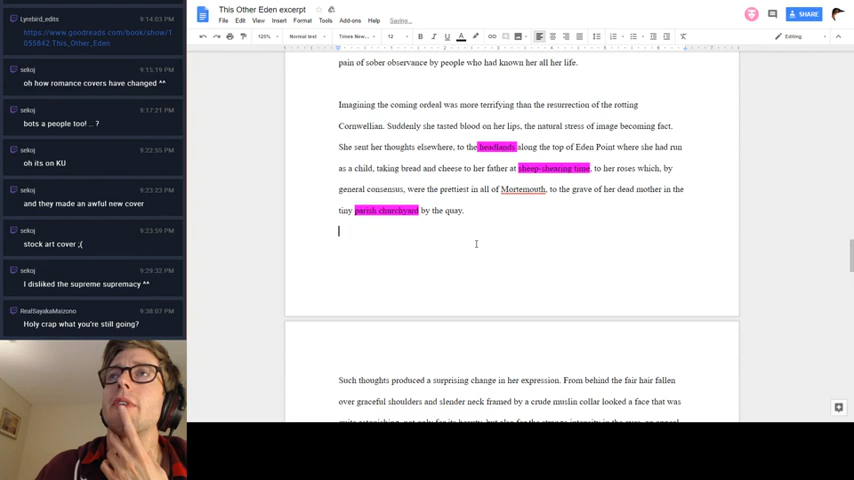 Lyrebird_edits 9:14:03 PM
https://www.goodreads.com/book/show/1
055842.This_Other_Eden
sekoj 9:15:19 PM
oh how romance covers have changed ^^
sekoj 9:17:21 PM
bots a people too! .. ?
sekoj 9:22:55 PM
oh its on KU
sekoj 9:23:23 PM
and they made an awful new cover
sekoj 9:23:59 PM
stock art cover ;(
sekoj 9:29:32 PM
I disliked the supreme supremacy ^^
RealSayakaMaizono 9:38:07 PM
Holy crap what you're still going?
This Other Eden excerpt
File Edit View Insert Format Tools Add-ons Help Saving...
SHARE
125% Normal text Times New... 12 Editing
pain of sober observance by people who had known her all her life.
Imagining the coming ordeal was more terrifying than the resurrection of the rotting
Cornwellian. Suddenly she tasted blood on her lips, the natural stress of image becoming fact.
She sent her thoughts elsewhere, to the headlands along the top of Eden Point where she had run
as a child, taking bread and cheese to her father at sheep-shearing time, to her roses which, by
general consensus, were the prettiest in all of Mortemouth, to the grave of her dead mother in the
tiny parish churchyard by the quay.
Such thoughts produced a surprising change in her expression. From behind the fair hair fallen
over graceful shoulders and slender neck framed by a crude muslin collar looked a face that was